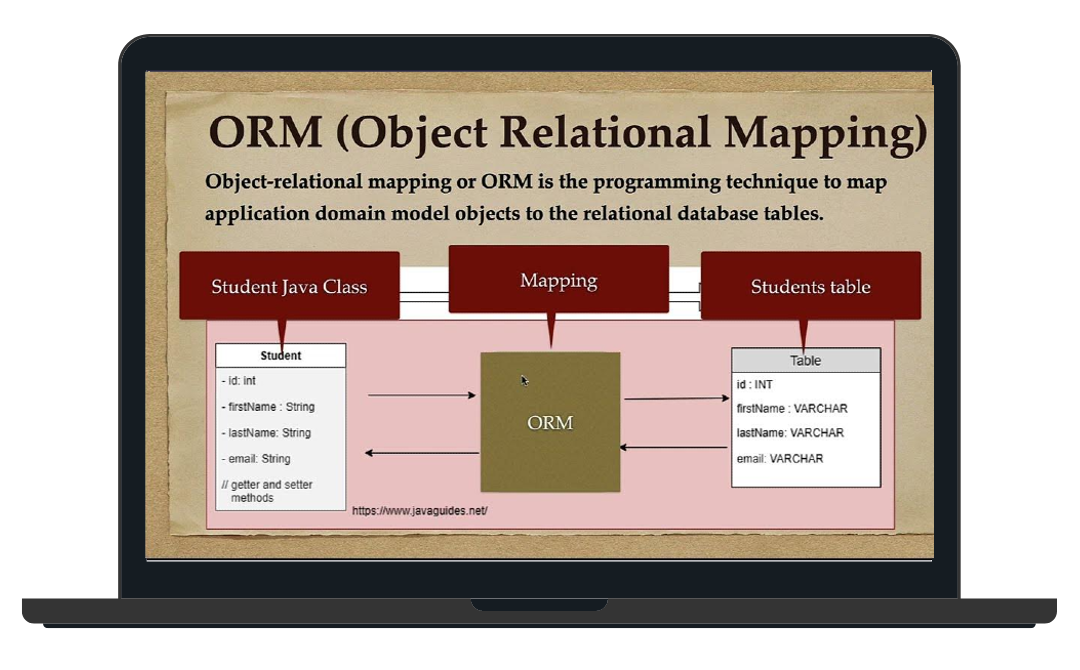 ORM (Object Relational Mapping)
Object-relational mapping or ORM is the programming technique to map
application domain model objects to the relational database tables.
Student Java Class
Mapping
Students table
Student
- id: int
- firstName : String
- lastName: String
- email: String
// getter and setter
methods
ORM
Table
id : INT
firstName : VARCHAR
lastName: VARCHAR
email: VARCHAR
https://www.javaguides.net/